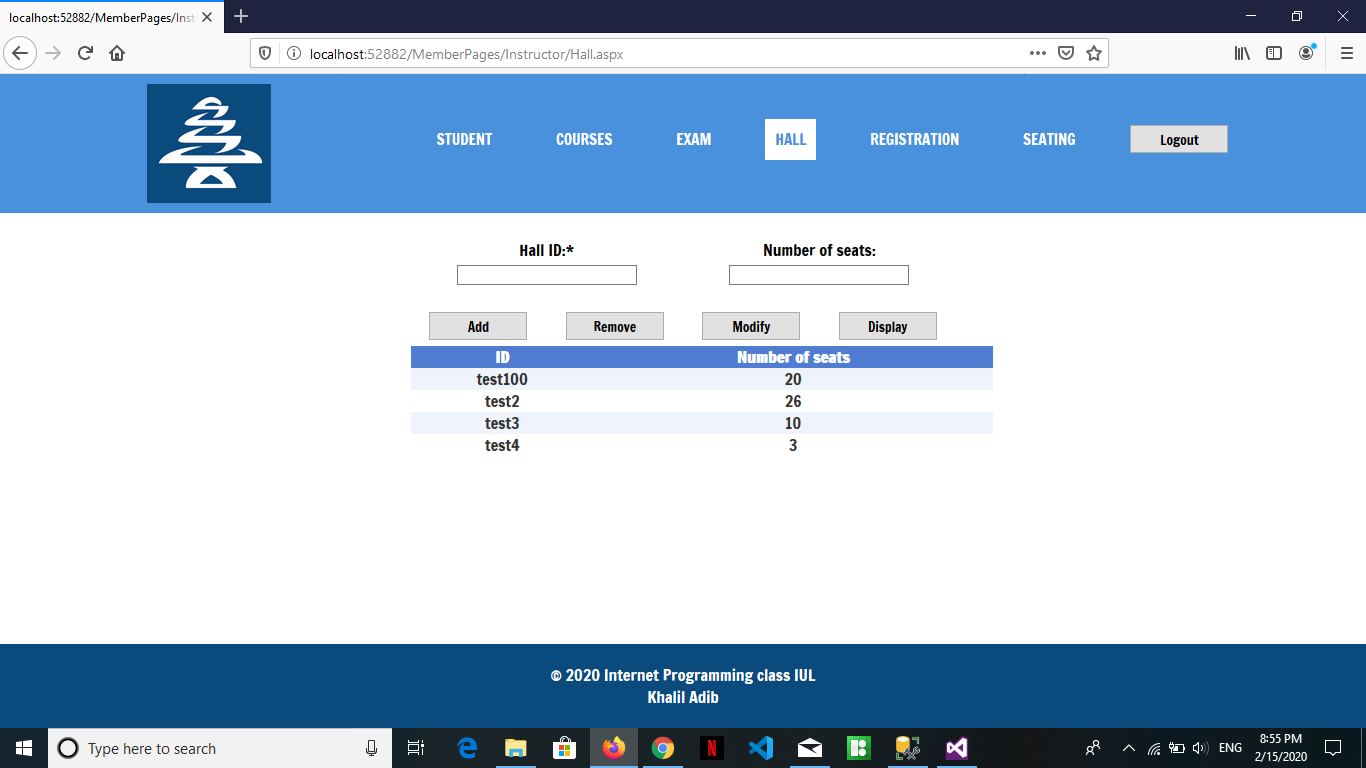 localhost:52882/MemberPages/Inst
localhost:52882/MemberPages/Instructor/Hall.aspx
STUDENT COURSES EXAM HALL REGISTRATION SEATING Logout
Hall ID:* Number of seats:
Add Remove Modify Display
ID Number of seats
test100 20
test2 26
test3 10
test4 3
© 2020 Internet Programming class IUL
Khalil Adib
Type here to search
ENG
8:55 PM
2/15/2020